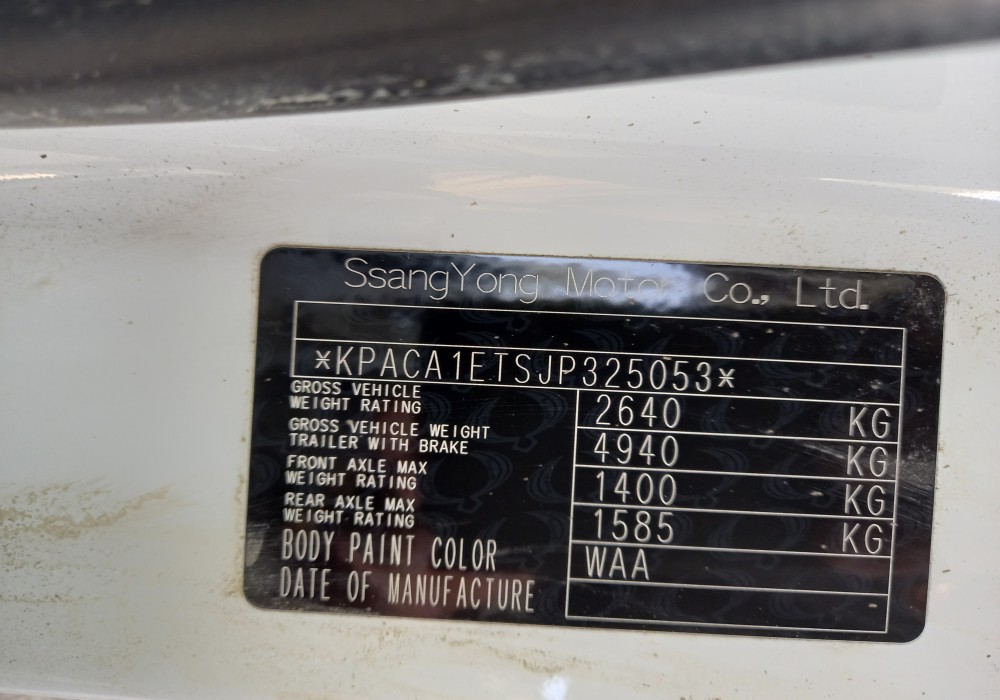 SsangYong Motor Co., Ltd.
*KPACA1ETSJP325053*
GROSS VEHICLE
WEIGHT RATING
2640 KG
GROSS VEHICLE WEIGHT
TRAILER WITH BRAKE
4940 KG
FRONT AXLE MAX
WEIGHT RATING
1400 KG
REAR AXLE MAX
WEIGHT RATING
1585 KG
BODY PAINT COLOR WAA
DATE OF MANUFACTURE